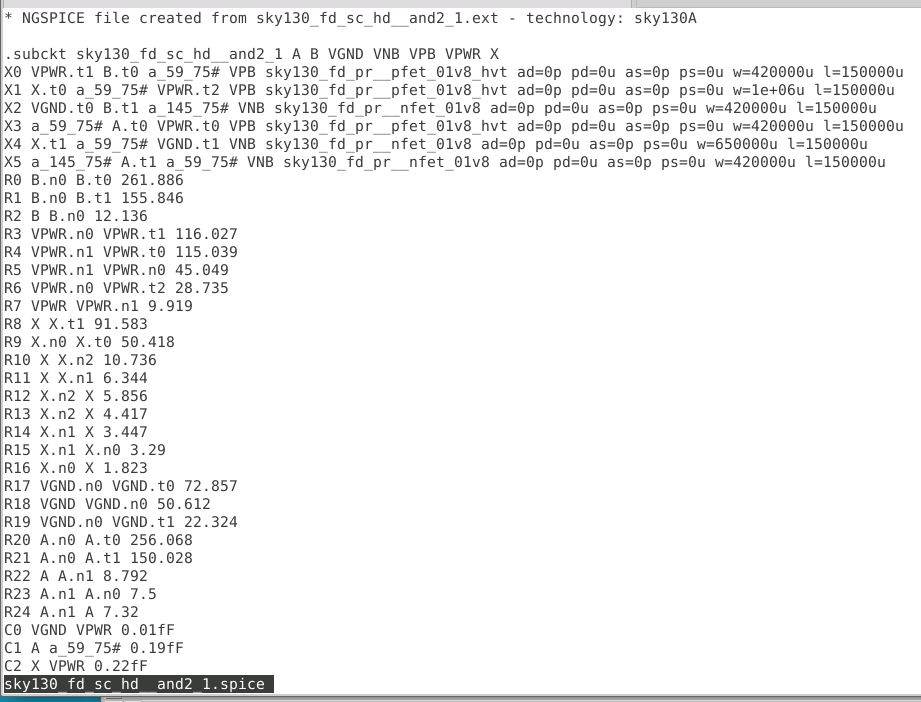 * NGSPICE file created from sky130_fd_sc_hd__and2_1.ext - technology: sky130A
.subckt sky130_fd_sc_hd__and2_1 A B VGND VNB VPB VPWR X
X0 VPWR.t1 B.t0 a_59_75# VPB sky130_fd_pr__pfet_01v8_hvt ad=0p pd=0u as=0p ps=0u w=420000u l=150000u
X1 X.t0 a_59_75# VPWR.t2 VPB sky130_fd_pr__pfet_01v8_hvt ad=0p pd=0u as=0p ps=0u w=1e+06u l=150000u
X2 VGND.t0 B.t1 a_145_75# VNB sky130_fd_pr__nfet_01v8 ad=0p pd=0u as=0p ps=0u w=420000u l=150000u
X3 a_59_75# A.t0 VPWR.t0 VPB sky130_fd_pr__pfet_01v8_hvt ad=0p pd=0u as=0p ps=0u w=420000u l=150000u
X4 X.t1 a_59_75# VGND.t1 VNB sky130_fd_pr__nfet_01v8 ad=0p pd=0u as=0p ps=0u w=650000u l=150000u
X5 a_145_75# A.t1 a_59_75# VNB sky130_fd_pr__nfet_01v8 ad=0p pd=0u as=0p ps=0u w=420000u l=150000u
R0 B.n0 B.t0 261.886
R1 B.n0 B.t1 155.846
R2 B B.n0 12.136
R3 VPWR.n0 VPWR.t1 116.027
R4 VPWR.n1 VPWR.t0 115.039
R5 VPWR.n1 VPWR.n0 45.049
R6 VPWR.n0 VPWR.t2 28.735
R7 VPWR VPWR.n1 9.919
R8 X X.t1 91.583
R9 X.n0 X.t0 50.418
R10 X X.n2 10.736
R11 X X.n1 6.344
R12 X.n2 X 5.856
R13 X.n2 X 4.417
R14 X.n1 X 3.447
R15 X.n1 X.n0 3.29
R16 X.n0 X 1.823
R17 VGND.n0 VGND.t0 72.857
R18 VGND VGND.n0 50.612
R19 VGND.n0 VGND.t1 22.324
R20 A.n0 A.t0 256.068
R21 A.n0 A.t1 150.028
R22 A A.n1 8.792
R23 A.n1 A.n0 7.5
R24 A.n1 A 7.32
C0 VGND VPWR 0.01fF
C1 A a_59_75# 0.19fF
C2 X VPWR 0.22fF
sky130_fd_sc_hd__and2_1.spice